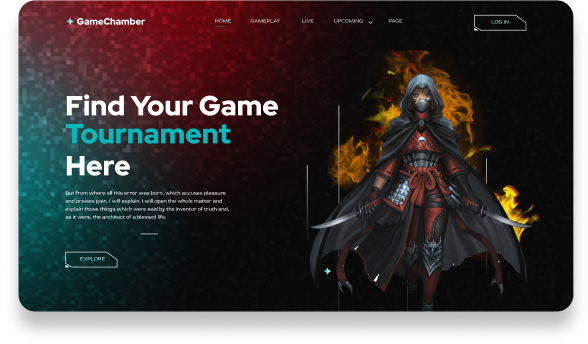 GameChamber
HOME GAMEPLAY LIVE UPCOMING PAGE
LOG IN
Find Your Game
Tournament
Here
But from where all this error was born, which accuses pleasure
and praises pain, I will explain. I will open the whole matter and
explain those things which were said by the inventor of truth and,
as it were, the architect of a blessed life.
EXPLORE